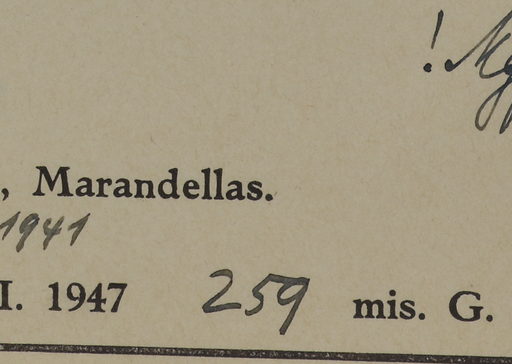 , Marandellas.
1941
I. 1947 259 mis. G.